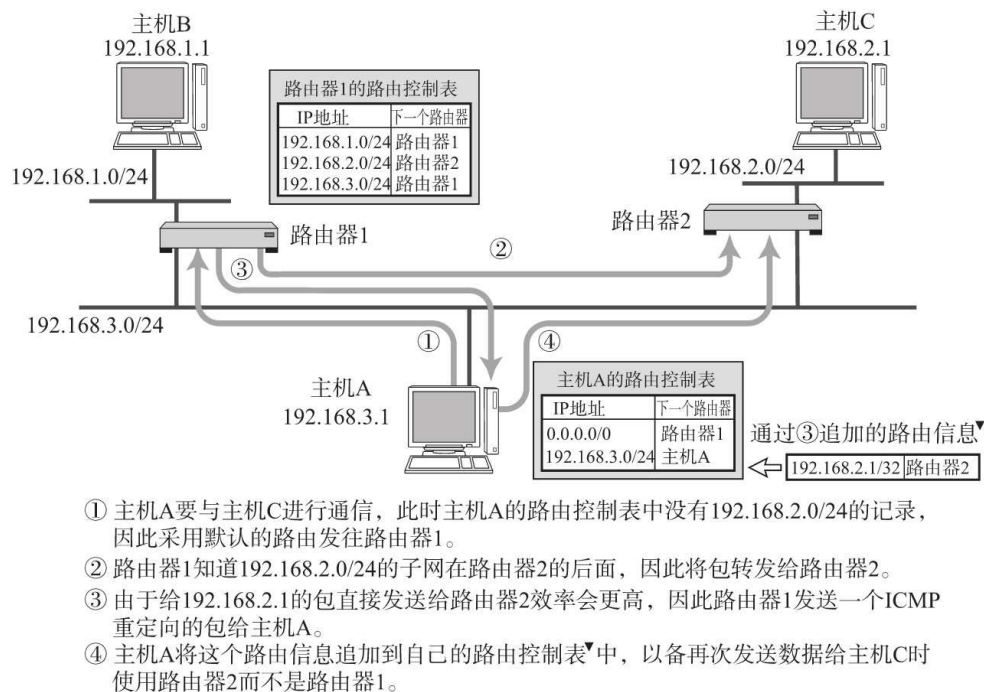 主机B
192.168.1.1
主机C
192.168.2.1
路由器1的路由控制表
IP地址 下一个路由器
192.168.1.0/24 路由器1
192.168.2.0/24 路由器2
192.168.3.0/24 路由器1
192.168.1.0/24
192.168.2.0/24
路由器1
路由器2
②
③
192.168.3.0/24
①
④
主机A
192.168.3.1
主机A的路由控制表
IP地址 下一个路由器
0.0.0.0/0 路由器1
192.168.3.0/24 主机A
通过③追加的路由信息▼
192.168.2.1/32 路由器2
① 主机A要与主机C进行通信，此时主机A的路由控制表中没有192.168.2.0/24的记录，
因此采用默认的路由发往路由器1。
② 路由器1知道192.168.2.0/24的子网在路由器2的后面，因此将包转发给路由器2。
③ 由于给192.168.2.1的包直接发送给路由器2效率会更高，因此路由器1发送一个ICMP
重定向的包给主机A。
④ 主机A将这个路由信息追加到自己的路由控制表▼中，以备再次发送数据给主机C时
使用路由器2而不是路由器1。